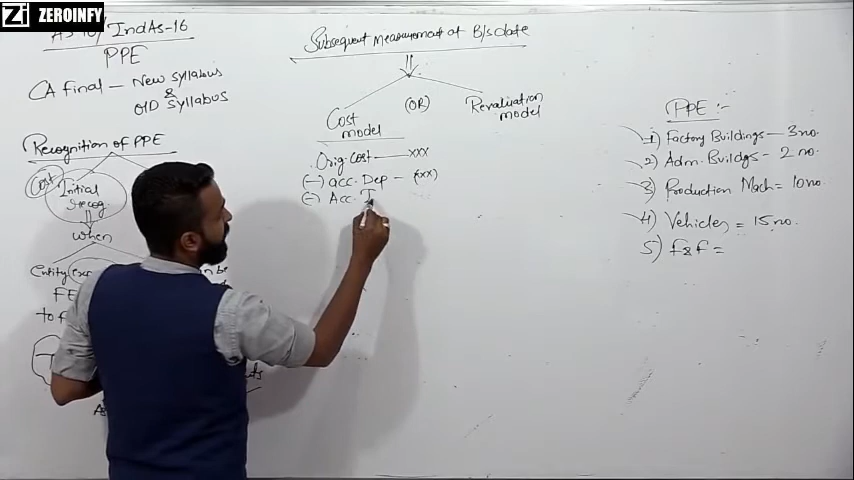 Zi ZEROINFY
AS-10/IndAs-16
PPE
CA final - New syllabus
&
OLD Syllabus
Recognition of PPE
Cost
Initial
recog
when
Entity
to
Subsequent Measurement at B/s date
(OR)
Cost
model
Revaluation
model
Orig. cost — xxx
(-) acc. Dep - (xx)
(-) Acc. I
PPE :-
1) Factory Buildings — 3 no.
2) Adm. Buildgs - 2 no.
3) Production Mach = 10 no.
4) Vehicles = 15 no.
5) F&F =